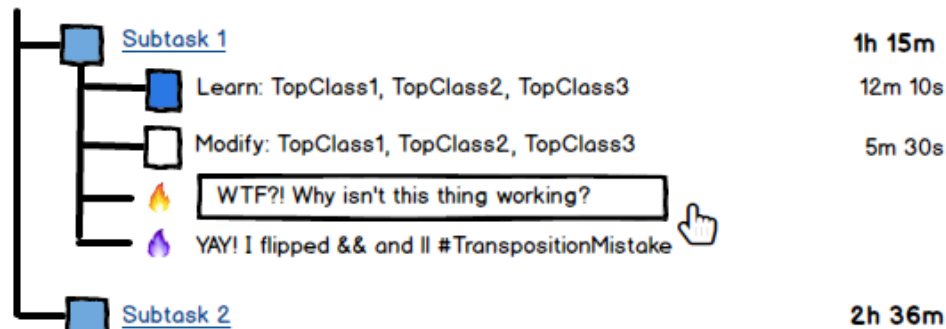 Subtask 1 1h 15m
Learn: TopClass1, TopClass2, TopClass3 12m 10s
Modify: TopClass1, TopClass2, TopClass3 5m 30s
WTF?! Why isn't this thing working?
YAY! I flipped && and || #TranspositionMistake
Subtask 2 2h 36m